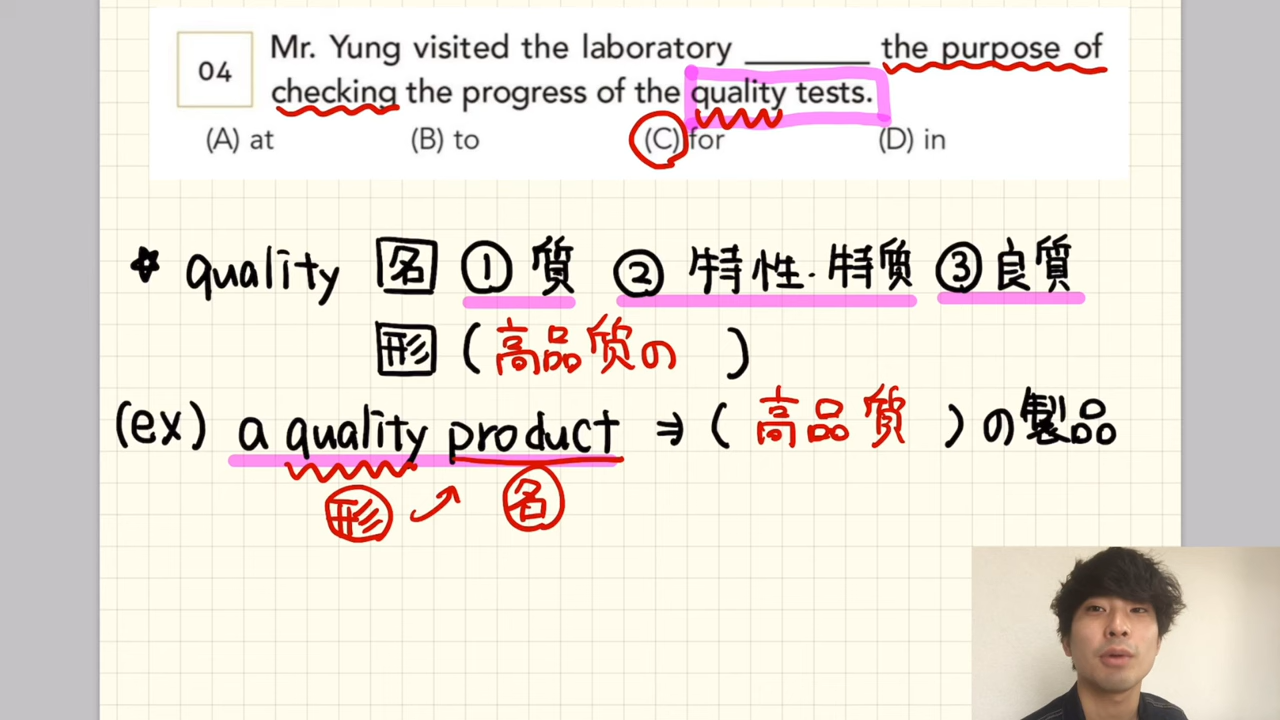 04
Mr. Yung visited the laboratory ________ the purpose of
checking the progress of the quality tests.
(A) at (B) to (C) for (D) in
☆ quality 名 ① 質 ② 特性・特質 ③ 良質
形 (高品質の)
(ex) a quality product ⇒ (高品質)の製品
形 名